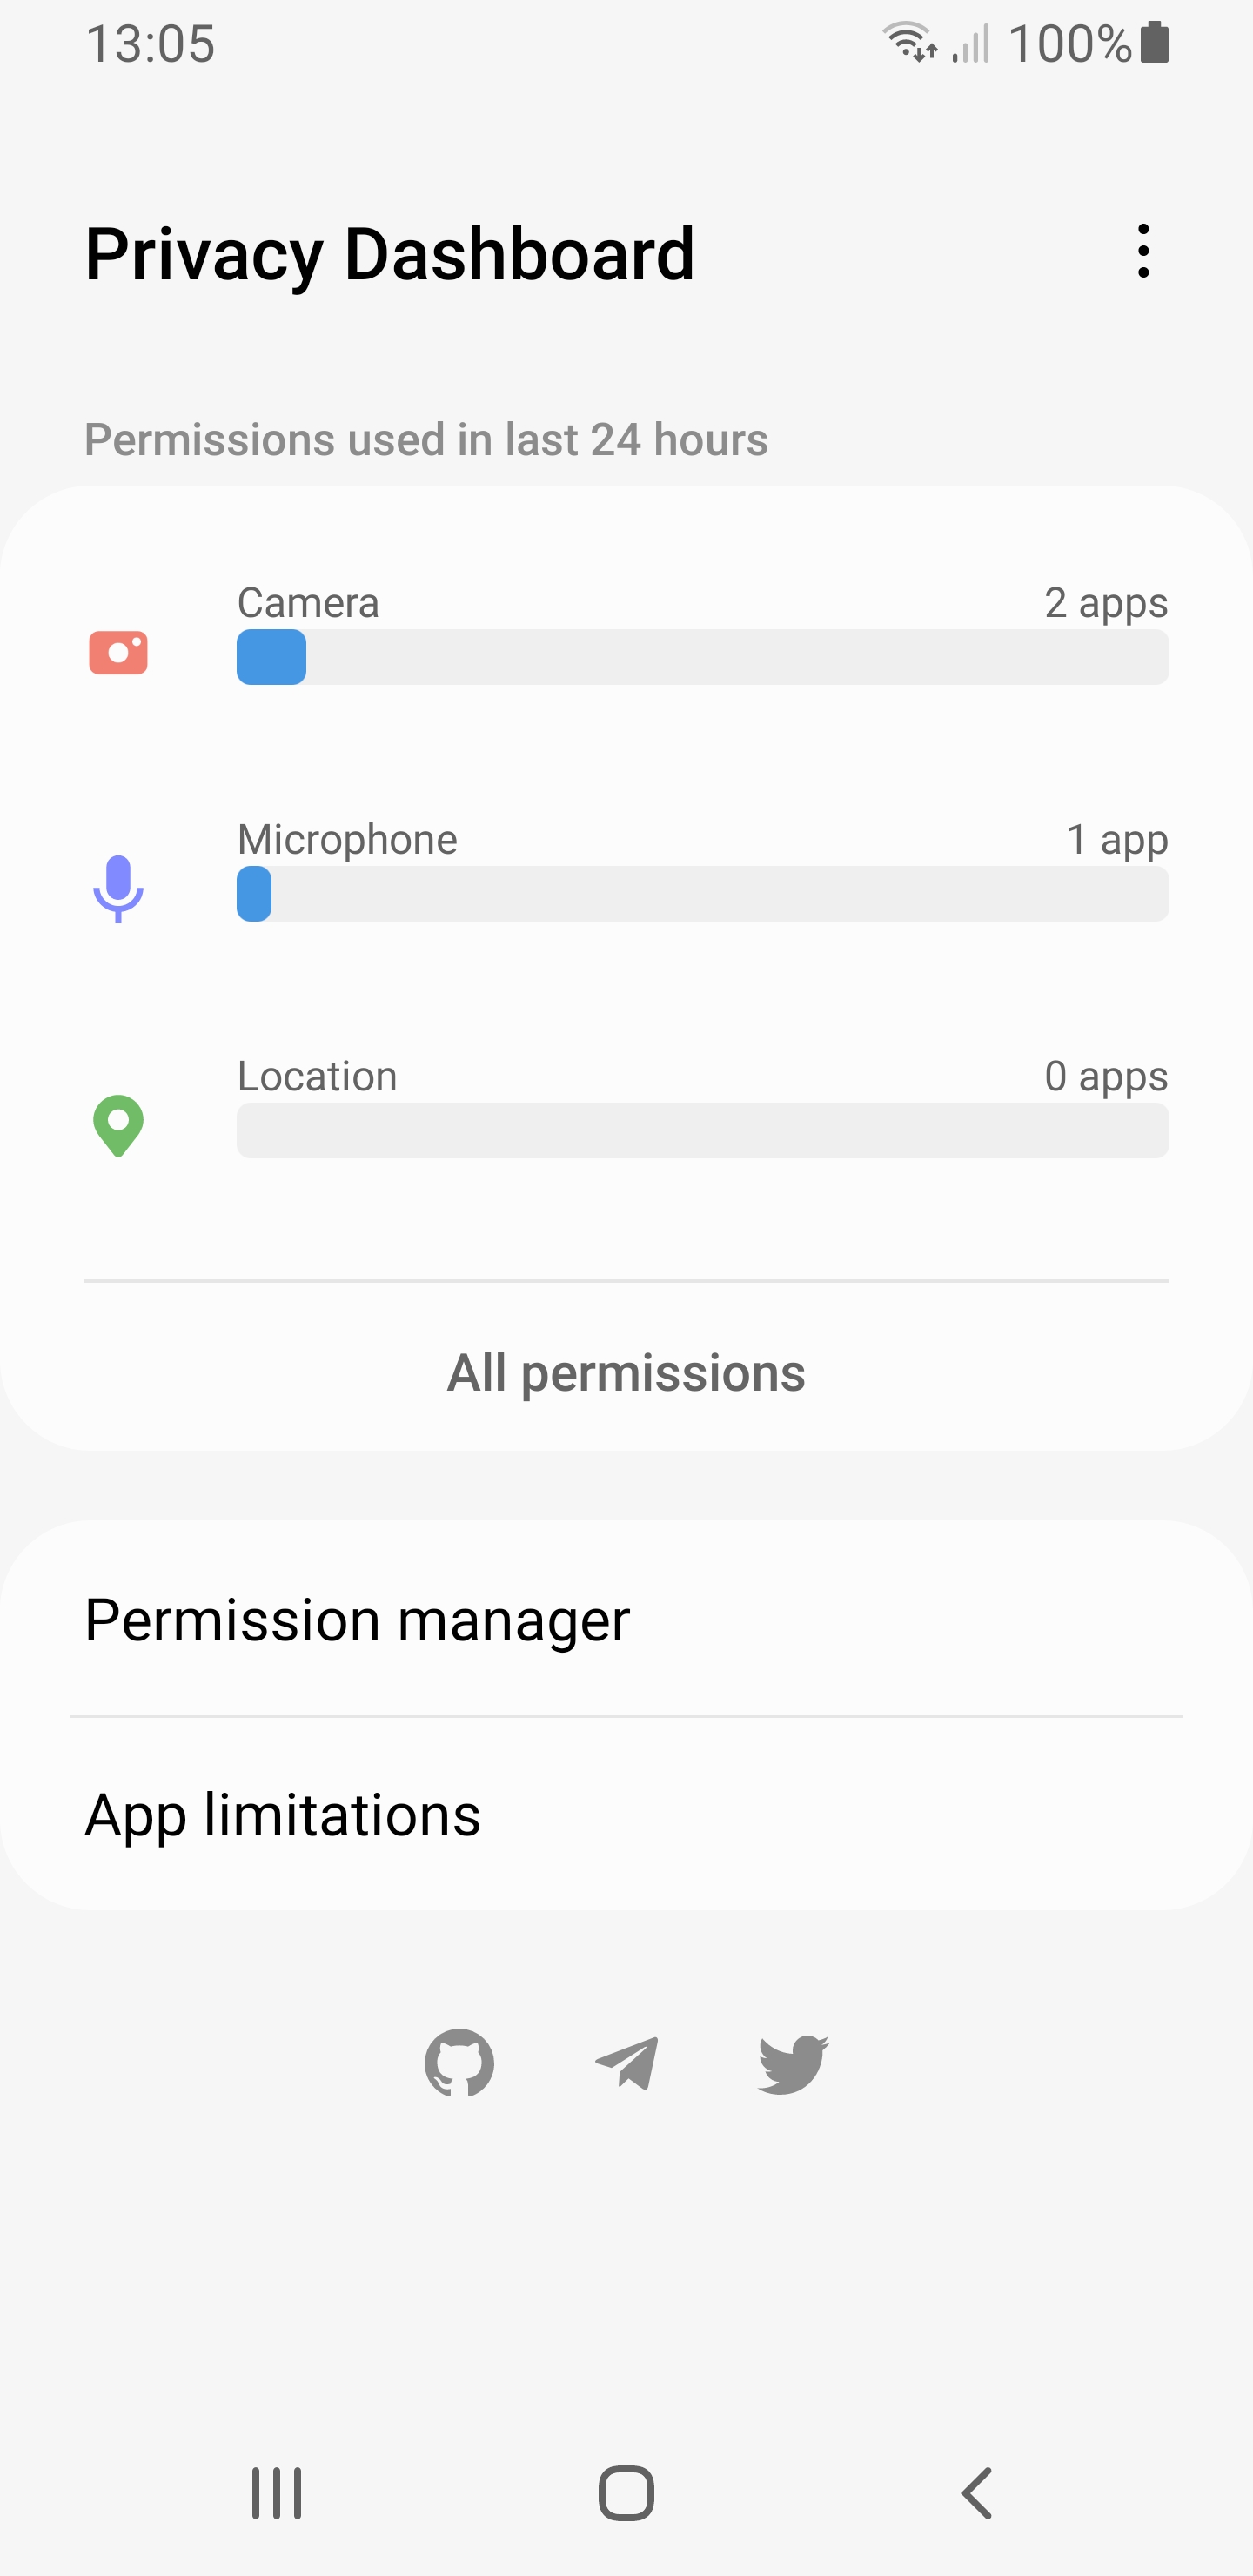 13:05 100%
Privacy Dashboard
Permissions used in last 24 hours
Camera 2 apps
Microphone 1 app
Location 0 apps
All permissions
Permission manager
App limitations